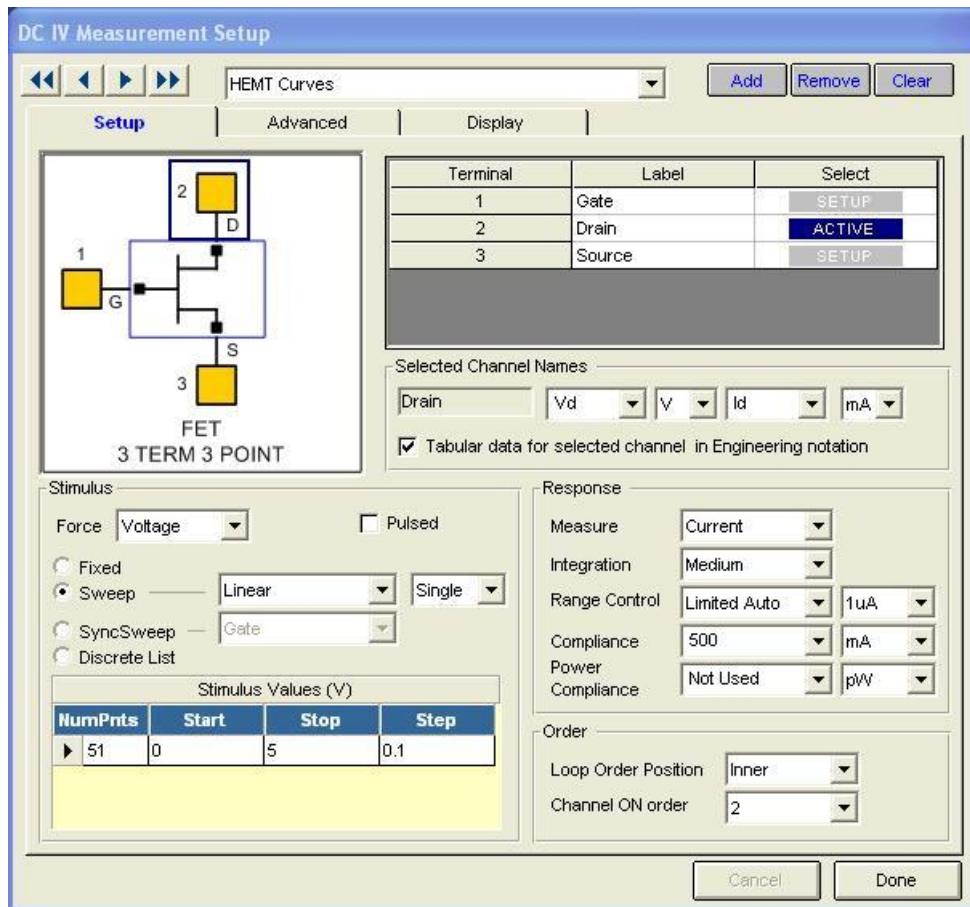 DC IV Measurement Setup
HEMT Curves
Add Remove Clear
Setup Advanced Display
2
D
1
G
S
3
FET
3 TERM 3 POINT
Terminal Label Select
1 Gate SETUP
2 Drain ACTIVE
3 Source SETUP
Selected Channel Names
Drain Vd V Id mA
Tabular data for selected channel in Engineering notation
Stimulus
Force Voltage Pulsed
Fixed
Sweep Linear Single
SyncSweep Gate
Discrete List
Stimulus Values (V)
NumPnts Start Stop Step
51 0 5 0.1
Response
Measure Current
Integration Medium
Range Control Limited Auto 1uA
Compliance 500 mA
Power
Compliance Not Used pW
Order
Loop Order Position Inner
Channel ON order 2
Cancel Done